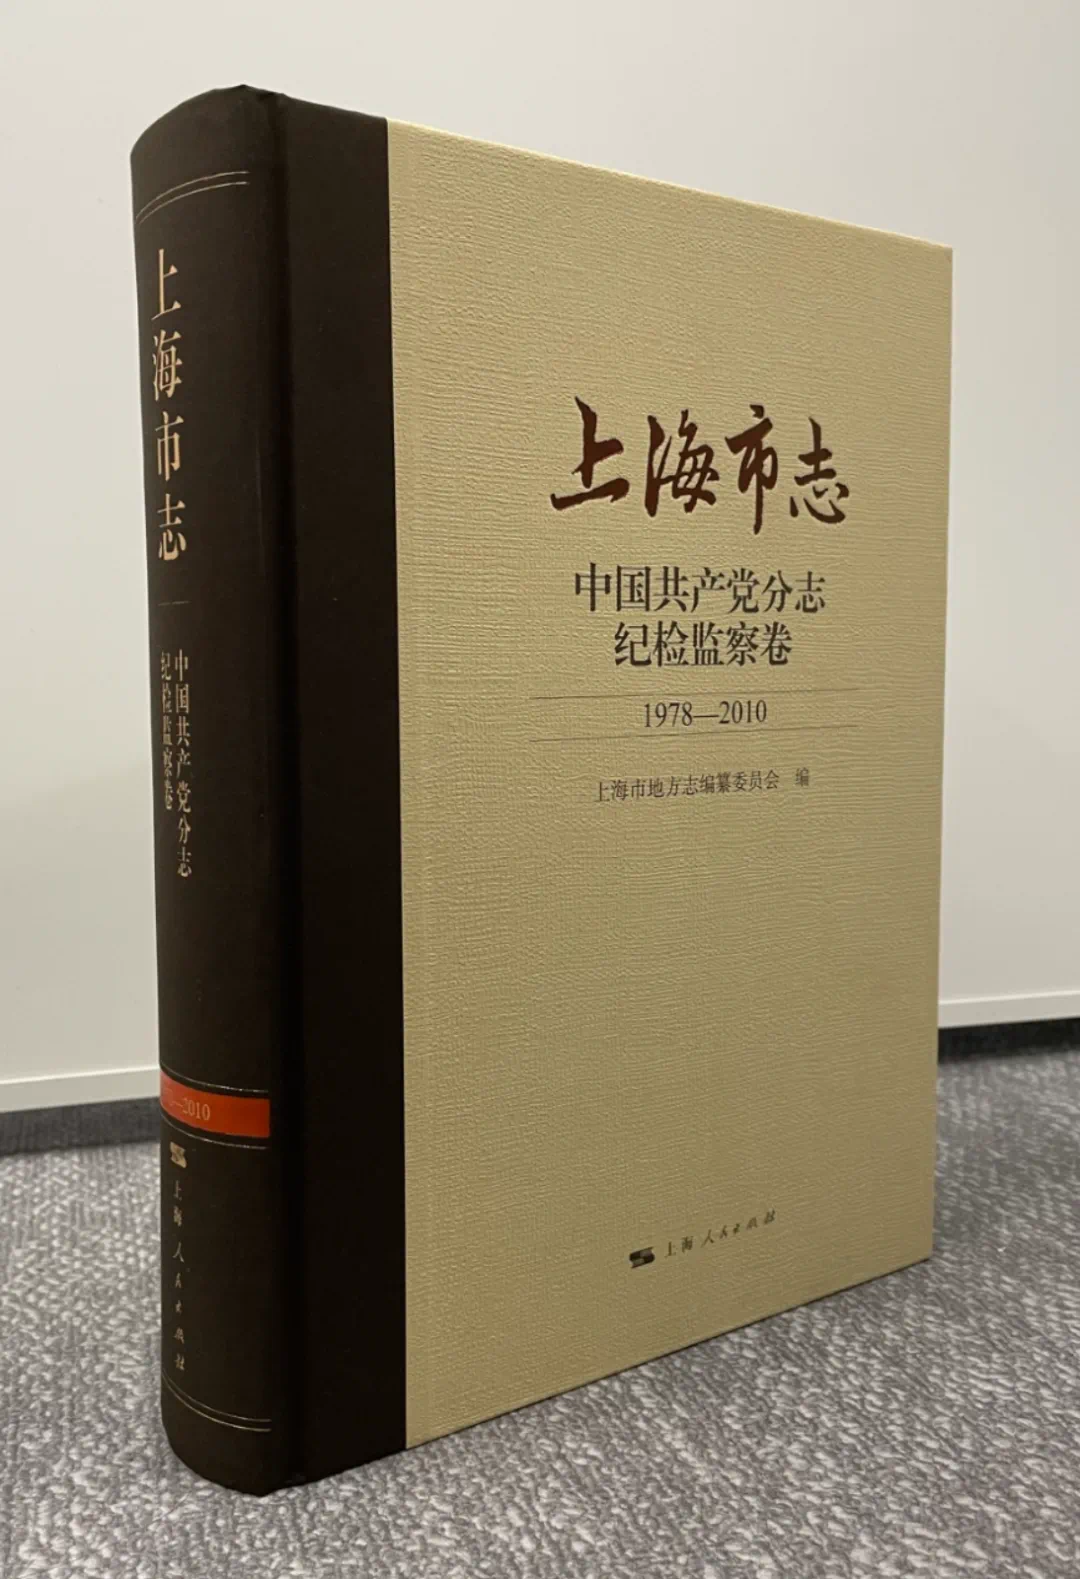 上海市志
中国共产党分志
纪检监察卷
1978—2010
上海市地方志编纂委员会 编
上海人民出版社
上海市志
中国共产党分志
纪检监察卷
—2010
上海人民出版社